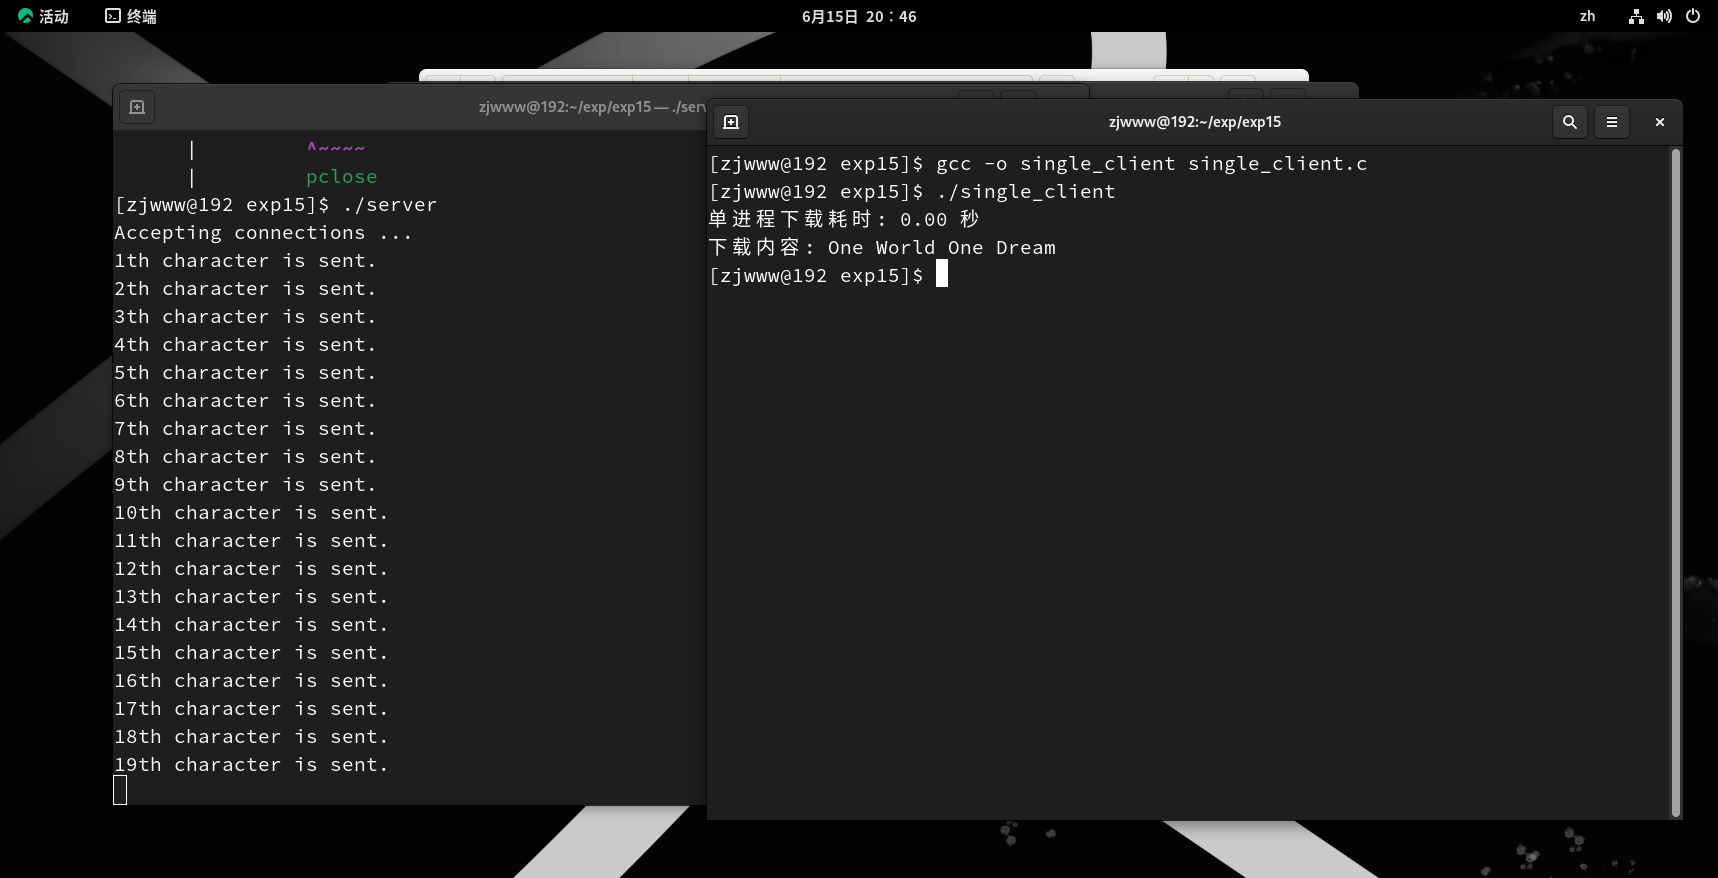 活动
终端
6月15日 20：46
zh
zjwww@192:~/exp/exp15 — ./serv
| ^~~~~
| pclose
[zjwww@192 exp15]$ ./server
Accepting connections ...
1th character is sent.
2th character is sent.
3th character is sent.
4th character is sent.
5th character is sent.
6th character is sent.
7th character is sent.
8th character is sent.
9th character is sent.
10th character is sent.
11th character is sent.
12th character is sent.
13th character is sent.
14th character is sent.
15th character is sent.
16th character is sent.
17th character is sent.
18th character is sent.
19th character is sent.
zjwww@192:~/exp/exp15
[zjwww@192 exp15]$ gcc -o single_client single_client.c
[zjwww@192 exp15]$ ./single_client
单进程下载耗时: 0.00 秒
下载内容: One World One Dream
[zjwww@192 exp15]$